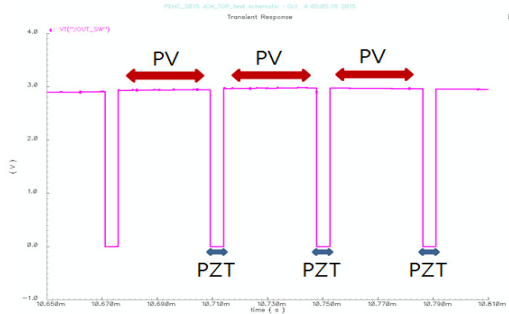 Transient Response
VT("/OUT_SW")
4.0
3.0
2.0
1.0
0.0
-1.0
(V)
PV PV PV
PZT PZT PZT
10.650m 10.670m 10.690m 10.710m 10.730m 10.750m 10.770m 10.790m 10.810m
time ( s )